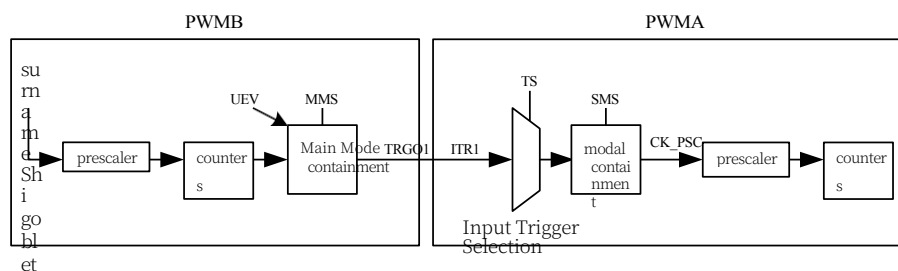 PWMB
PWMA
su
rn
a
m
e
Shi
go
bl
et
UEV
MMS
prescaler
counter
s
Main Mode
containment
TRGO1
ITR1
TS
Input Trigger
Selection
SMS
modal
contai
nmen
t
CK_PSC
prescaler
counter
s